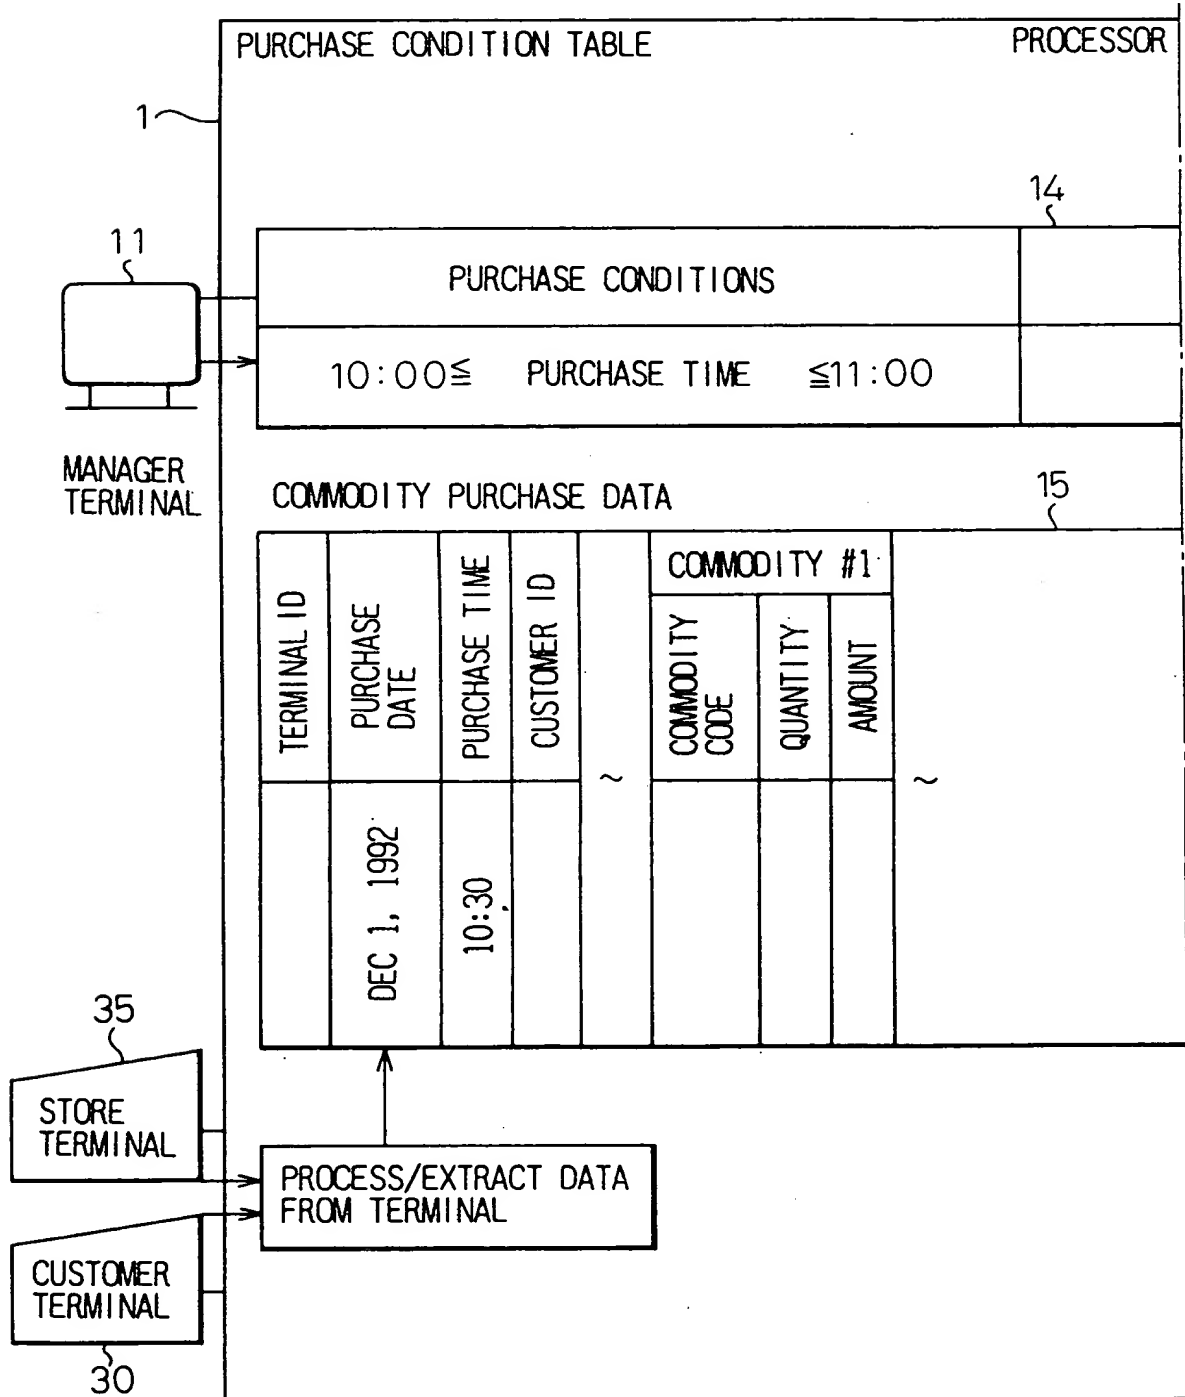 PURCHASE CONDITION TABLE
PROCESSOR
1
14
11
PURCHASE CONDITIONS
10:00≦ PURCHASE TIME ≦11:00
MANAGER
TERMINAL
COMMODITY PURCHASE DATA
15
TERMINAL ID
PURCHASE
DATE
PURCHASE TIME
CUSTOMER ID
~
COMMODITY #1
COMMODITY
CODE
QUANTITY
AMOUNT
~
DEC 1, 1992
10:30
35
STORE
TERMINAL
PROCESS/EXTRACT DATA
FROM TERMINAL
CUSTOMER
TERMINAL
30